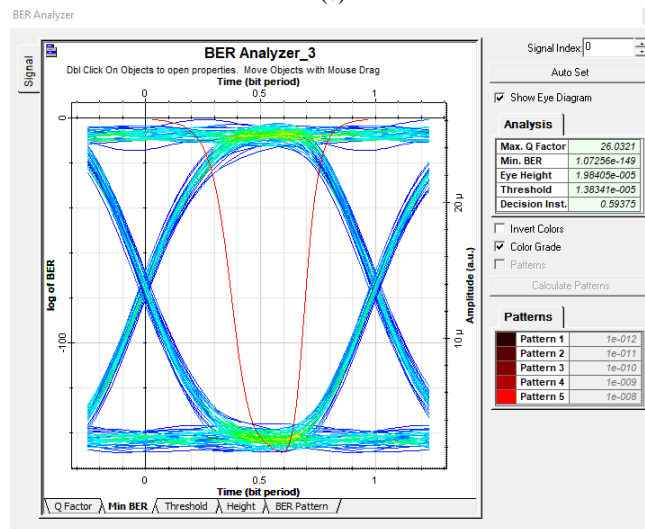 BER Analyzer
Signal Index: 0
Auto Set
Show Eye Diagram
Analysis
Max. Q Factor 26.0321
Min. BER 1.07256e-149
Eye Height 1.98405e-005
Threshold 1.38341e-005
Decision Inst. 0.59375
Invert Colors
Color Grade
Patterns
Calculate Patterns
Patterns
Pattern 1 1e-012
Pattern 2 1e-011
Pattern 3 1e-010
Pattern 4 1e-009
Pattern 5 1e-008
Signal
BER Analyzer_3
Dbl Click On Objects to open properties. Move Objects with Mouse Drag
Time (bit period)
0 0.5 1
0
-100
log of BER
20 μ
10 μ
Amplitude (a.u.)
0 0.5 1
Time (bit period)
Q Factor Min BER Threshold Height BER Pattern